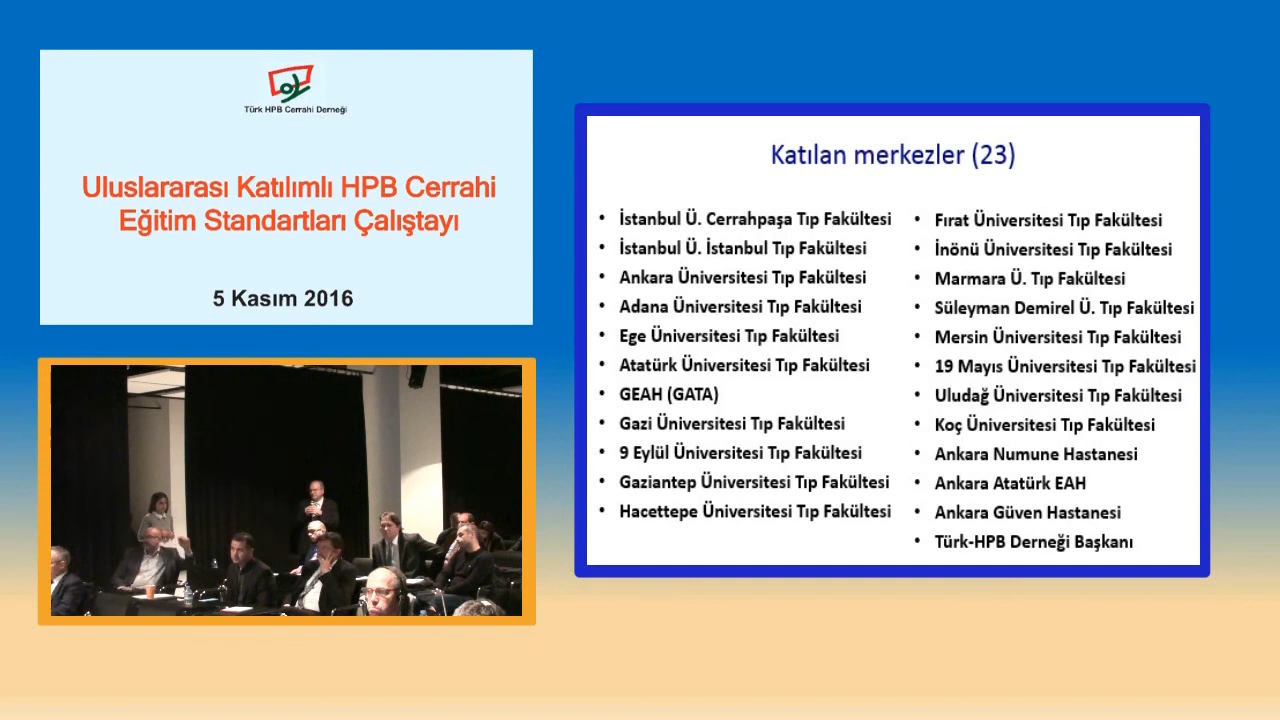 Türk HPB Cerrahi Derneği
Uluslararası Katılımlı HPB Cerrahi
Eğitim Standartları Çalıştayı
5 Kasım 2016
Katılan merkezler (23)
• İstanbul Ü. Cerrahpaşa Tıp Fakültesi
• İstanbul Ü. İstanbul Tıp Fakültesi
• Ankara Üniversitesi Tıp Fakültesi
• Adana Üniversitesi Tıp Fakültesi
• Ege Üniversitesi Tıp Fakültesi
• Atatürk Üniversitesi Tıp Fakültesi
• GEAH (GATA)
• Gazi Üniversitesi Tıp Fakültesi
• 9 Eylül Üniversitesi Tıp Fakültesi
• Gaziantep Üniversitesi Tıp Fakültesi
• Hacettepe Üniversitesi Tıp Fakültesi
• Fırat Üniversitesi Tıp Fakültesi
• İnönü Üniversitesi Tıp Fakültesi
• Marmara Ü. Tıp Fakültesi
• Süleyman Demirel Ü. Tıp Fakültesi
• Mersin Üniversitesi Tıp Fakültesi
• 19 Mayıs Üniversitesi Tıp Fakültesi
• Uludağ Üniversitesi Tıp Fakültesi
• Koç Üniversitesi Tıp Fakültesi
• Ankara Numune Hastanesi
• Ankara Atatürk EAH
• Ankara Güven Hastanesi
• Türk-HPB Derneği Başkanı